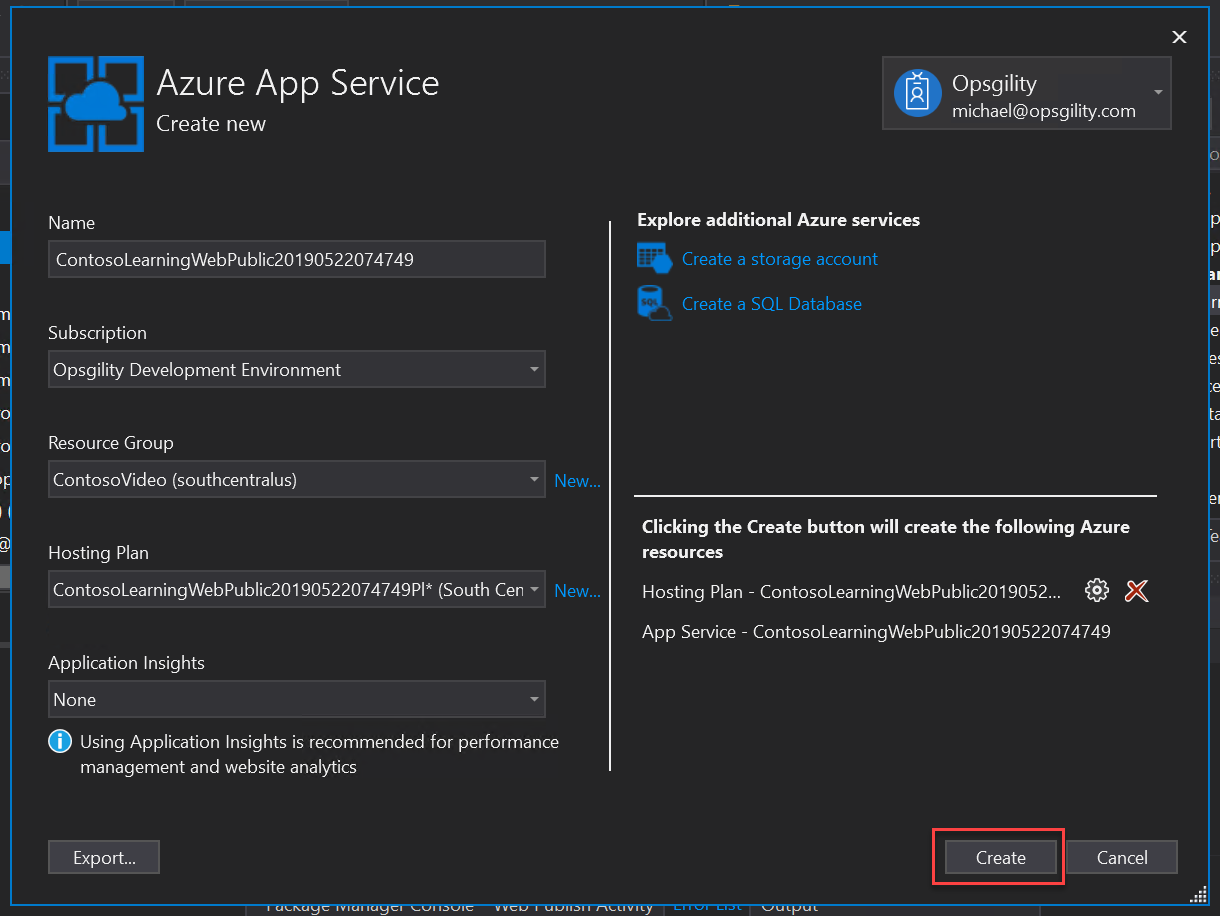 Azure App Service
Create new
Opsgility
michael@opsgility.com
Name
ContosoLearningWebPublic20190522074749
Subscription
Opsgility Development Environment
Resource Group
ContosoVideo (southcentralus)
New...
Hosting Plan
ContosoLearningWebPublic20190522074749Pl* (South Cen
New...
Application Insights
None
Using Application Insights is recommended for performance
management and website analytics
Explore additional Azure services
Create a storage account
SQL
Create a SQL Database
Clicking the Create button will create the following Azure
resources
Hosting Plan - ContosoLearningWebPublic2019052...
App Service - ContosoLearningWebPublic20190522074749
Export...
Create
Cancel
Package Manager Console
Web Publish Activity
Error List
Output